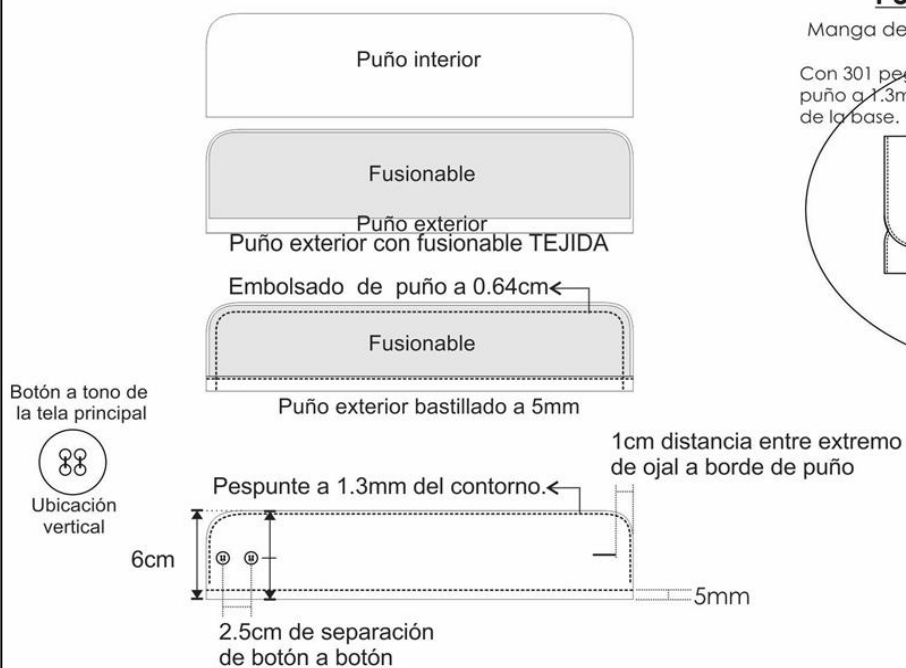 Puño interior
Manga de
Con 301
puño a 1.3m
de la base.
Fusionable
Puño exterior
Puño exterior con fusionable TEJIDA
Embolsado de puño a 0.64cm
Fusionable
Puño exterior bastillado a 5mm
Botón a tono de
la tela principal
Ubicación
vertical
1cm distancia entre extremo
de ojal a borde de puño
Pespunte a 1.3mm del contorno.
6cm
5mm
2.5cm de separación
de botón a botón